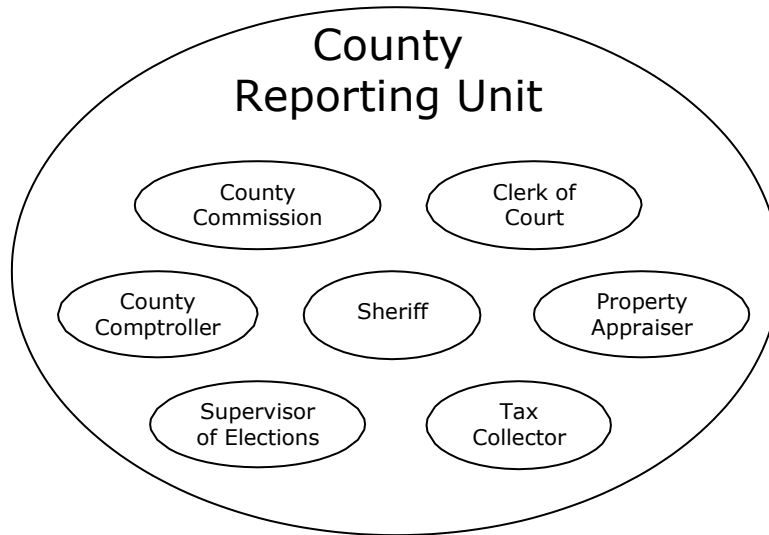 County
Reporting Unit
County
Commission
Clerk of
Court
County
Comptroller
Sheriff
Property
Appraiser
Supervisor
of Elections
Tax
Collector